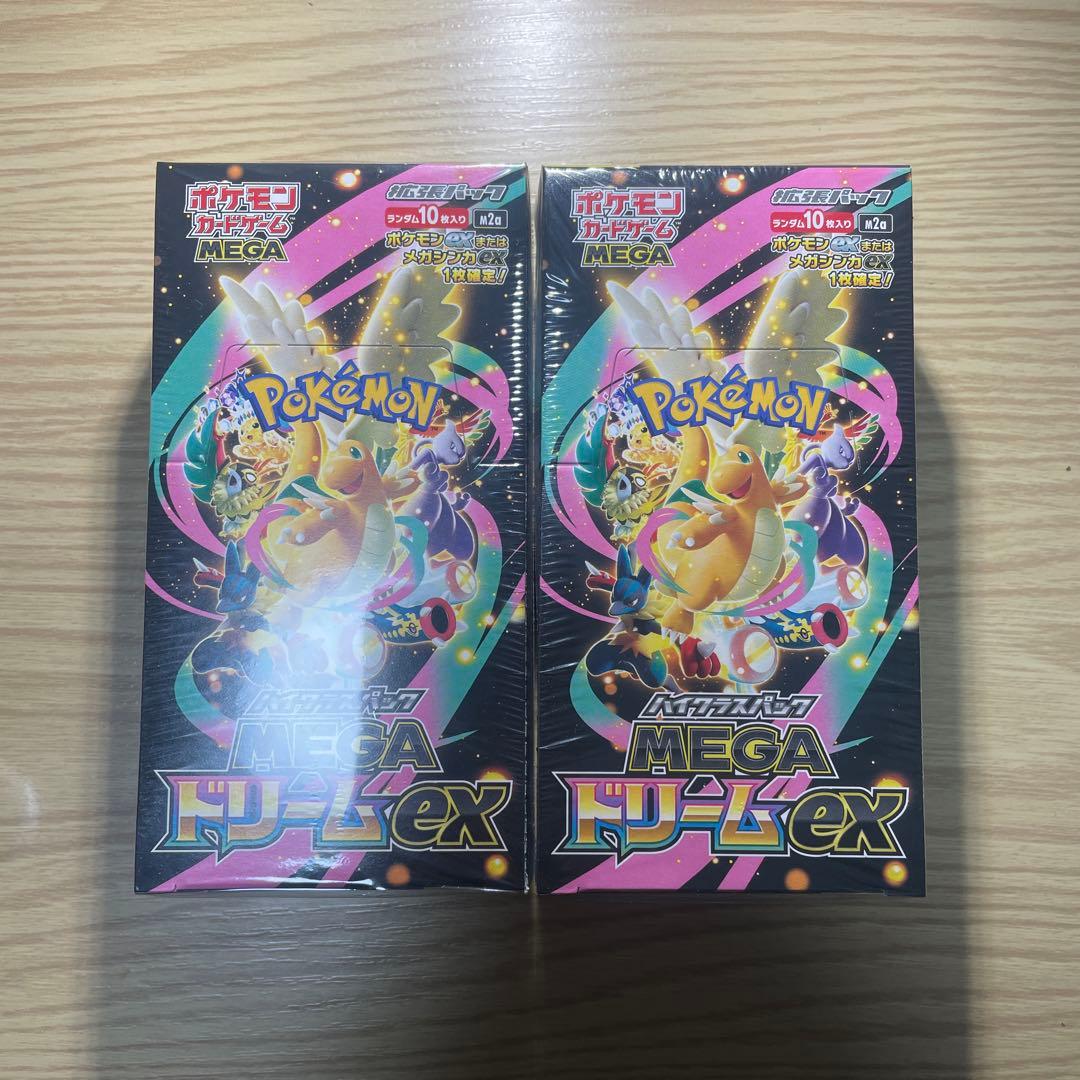 ポケモン
カードゲーム
MEGA
拡張パック
ランダム10枚入り M2a
ポケモンexまたは
メガシンカex
1枚確定!
POKéMON
ハイクラスパック
MEGA
ドリームex
ポケモン
カードゲーム
MEGA
拡張パック
ランダム10枚入り M2a
ポケモンexまたは
メガシンカex
1枚確定!
POKéMON
ハイクラスパック
MEGA
ドリームex